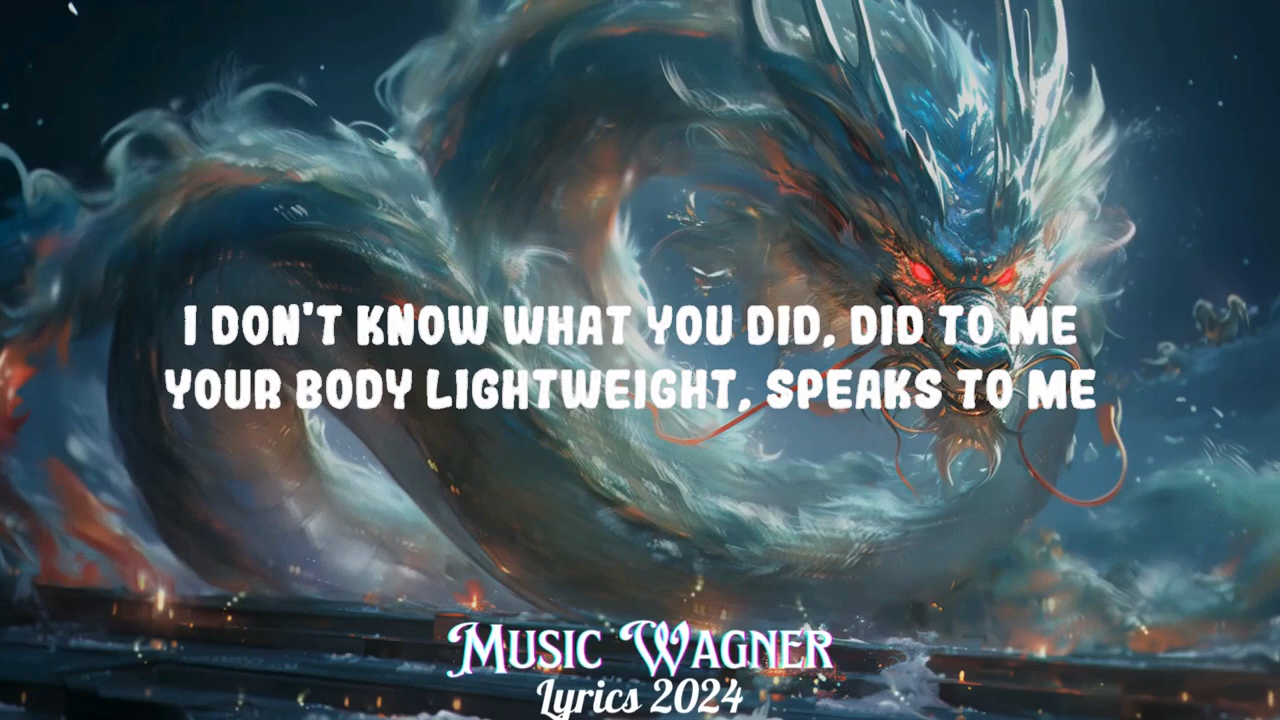 I DON'T KNOW WHAT YOU DID, DID TO ME
YOUR BODY LIGHTWEIGHT, SPEAKS TO ME
MUSIC WAGNER
Lyrics 2024